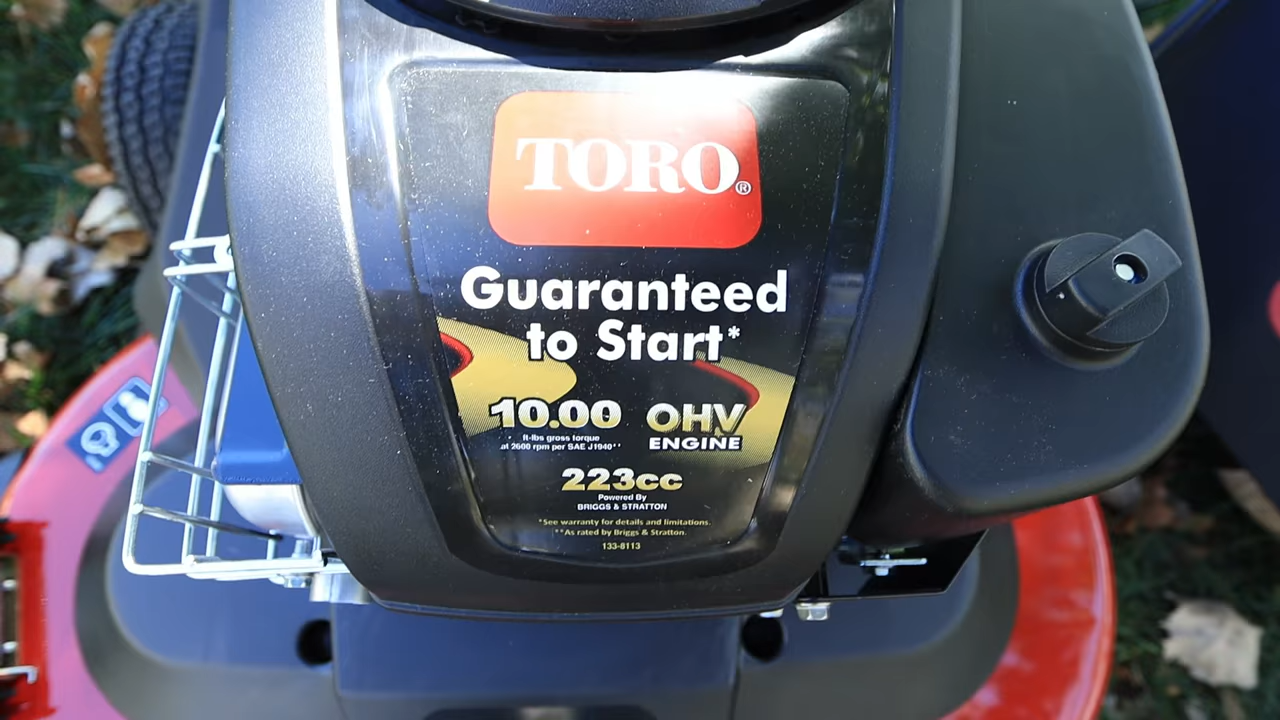 TORO®
Guaranteed
to Start*
10.00 OHV
ft-lbs gross torque ENGINE
at 2600 rpm per SAE J1940**
223cc
Powered By
BRIGGS & STRATTON
*See warranty for details and limitations.
**As rated by Briggs & Stratton.
133-8113